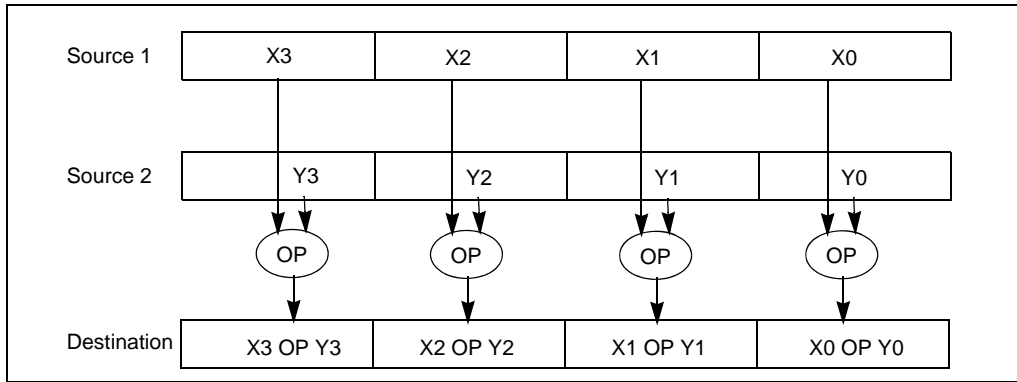 Source 1 X3 X2 X1 X0
Source 2 Y3 Y2 Y1 Y0
OP OP OP OP
Destination X3 OP Y3 X2 OP Y2 X1 OP Y1 X0 OP Y0